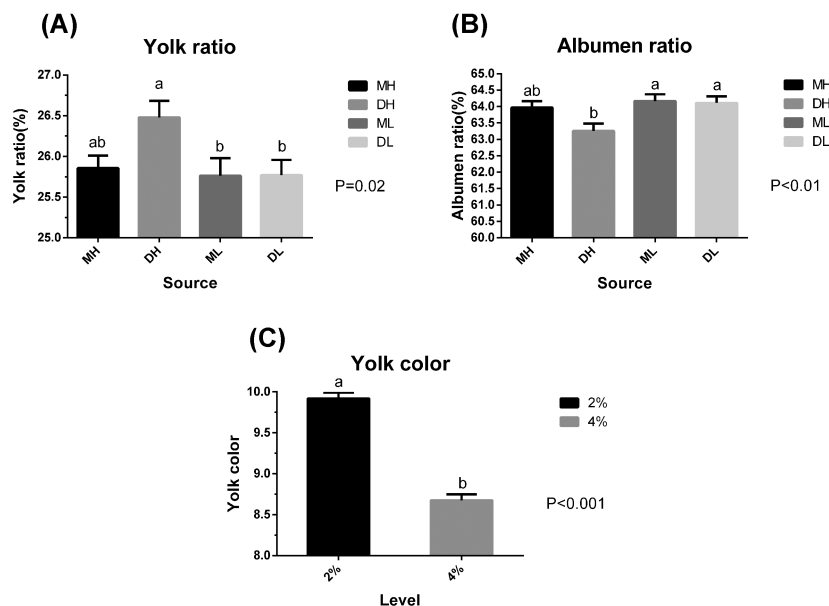 (A)
Yolk ratio
27.0
26.5
26.0
25.5
25.0
Yolk ratio(%)
ab
a
b
b
MH
DH
ML
DL
Source
MH
DH
ML
DL
P=0.02
(B)
Albumen ratio
65.0
64.5
64.0
63.5
63.0
62.5
62.0
61.5
61.0
60.5
60.0
Albumen ratio(%)
ab
b
a
a
MH
DH
ML
DL
Source
MH
DH
ML
DL
P<0.01
(C)
Yolk color
10.0
9.5
9.0
8.5
8.0
Yolk color
a
b
2%
4%
Level
2%
4%
P<0.001